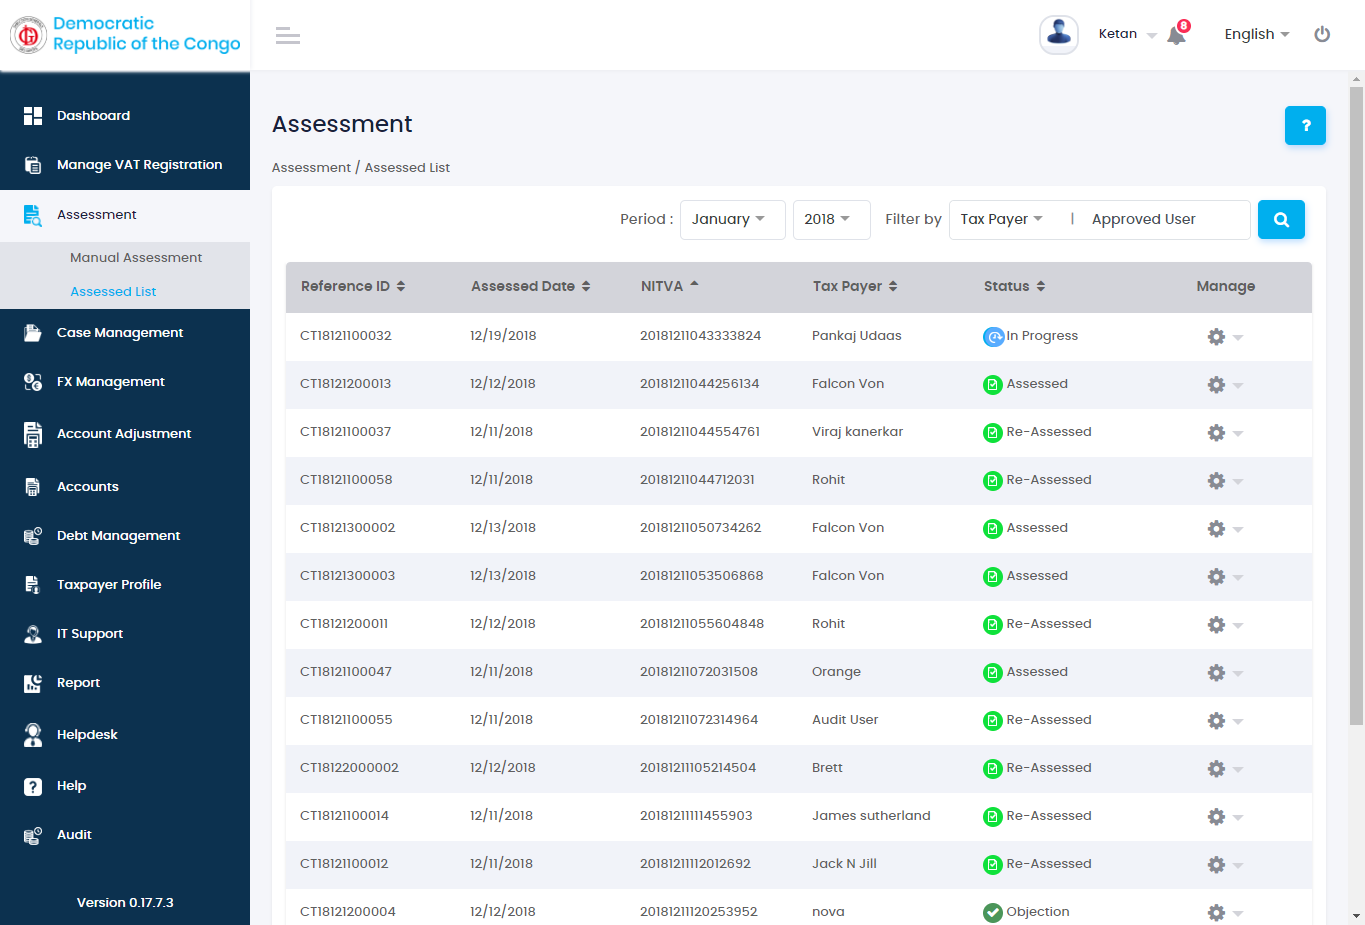 Democratic
Republic of the Congo
Ketan
8
English
Dashboard
Manage VAT Registration
Assessment
Manual Assessment
Assessed List
Case Management
FX Management
Account Adjustment
Accounts
Debt Management
Taxpayer Profile
IT Support
Report
Helpdesk
Help
Audit
Version 0.17.7.3
Assessment
?
Assessment / Assessed List
Period : January 2018 Filter by Tax Payer | Approved User
Reference ID Assessed Date NITVA Tax Payer Status Manage
CT18121100032 12/19/2018 20181211043333824 Pankaj Udaas In Progress
CT18121200013 12/12/2018 20181211044256134 Falcon Von Assessed
CT18121100037 12/11/2018 20181211044554761 Viraj kanerkar Re-Assessed
CT18121100058 12/11/2018 20181211044712031 Rohit Re-Assessed
CT18121300002 12/13/2018 20181211050734262 Falcon Von Assessed
CT18121300003 12/13/2018 20181211053506868 Falcon Von Assessed
CT18121200011 12/12/2018 20181211055604848 Rohit Re-Assessed
CT18121100047 12/11/2018 20181211072031508 Orange Assessed
CT18121100055 12/11/2018 20181211072314964 Audit User Re-Assessed
CT18122000002 12/12/2018 20181211105214504 Brett Re-Assessed
CT18121100014 12/11/2018 20181211111455903 James sutherland Re-Assessed
CT18121100012 12/11/2018 20181211112012692 Jack N Jill Re-Assessed
CT18121200004 12/12/2018 20181211120253952 nova Objection